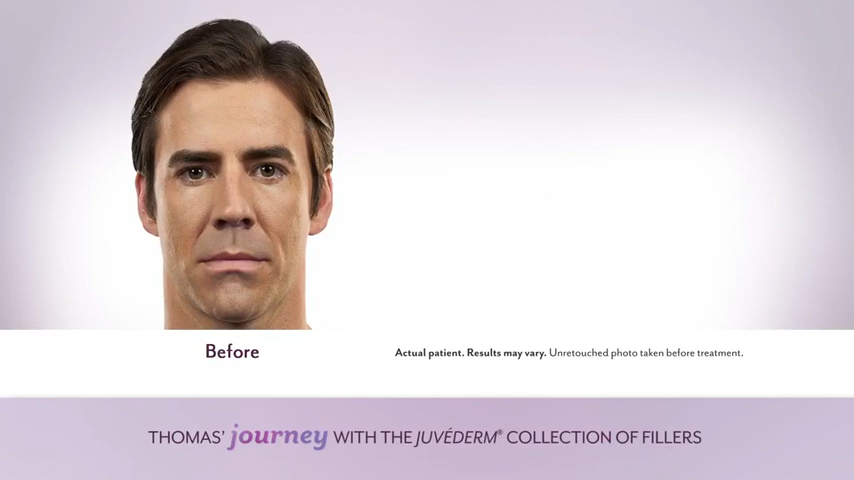 Before
Actual patient. Results may vary. Unretouched photo taken before treatment.
THOMAS’ journey WITH THE JUVÉDERM® COLLECTION OF FILLERS